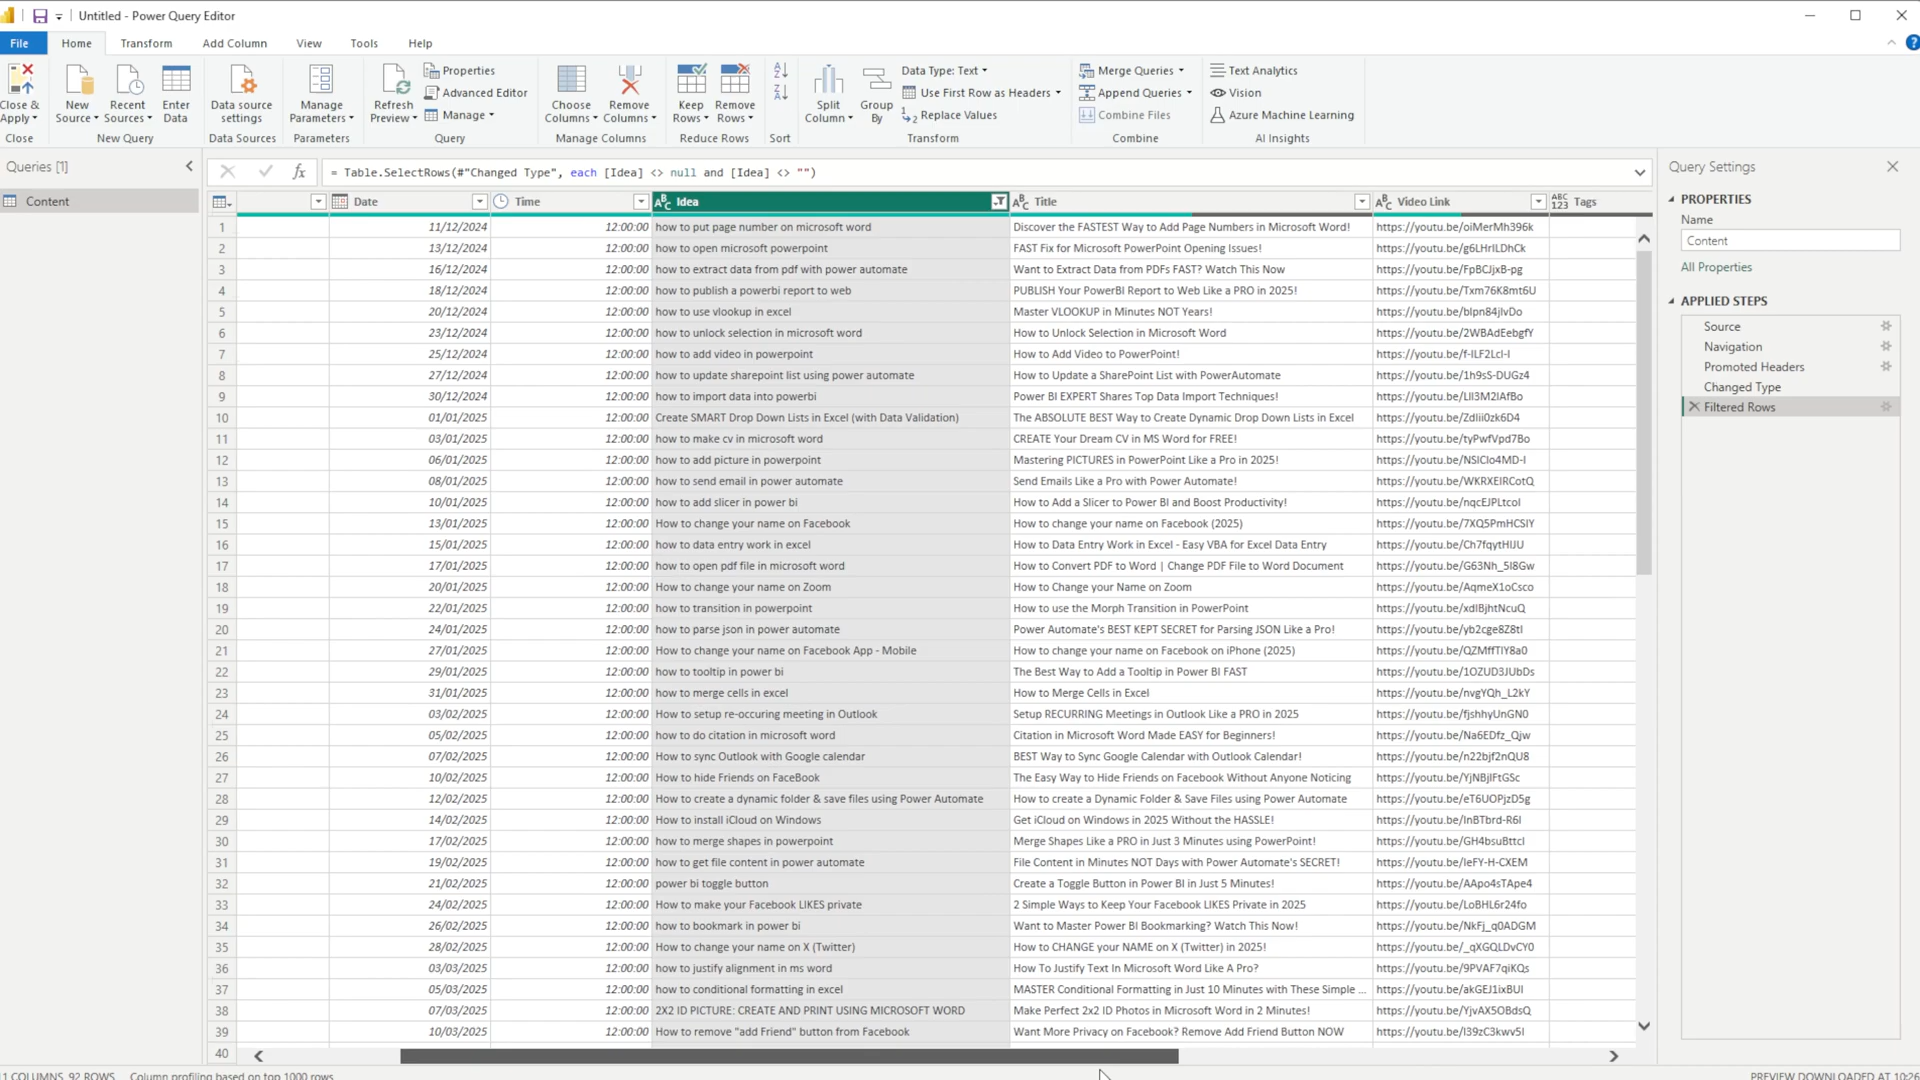 Untitled - Power Query Editor
File Home Transform Add Column View Tools Help
Close & Apply
Close
New Source
Recent Sources
Enter Data
New Query
Data source settings
Data Sources
Manage Parameters
Parameters
Refresh Preview
Properties
Advanced Editor
Manage
Query
Choose Columns
Remove Columns
Manage Columns
Keep Rows
Remove Rows
Reduce Rows
Sort
Split Column
Group By
Data Type: Text
Use First Row as Headers
Replace Values
Transform
Merge Queries
Append Queries
Combine Files
Combine
Text Analytics
Vision
Azure Machine Learning
AI Insights
Queries [1]
Content
= Table.SelectRows(#"Changed Type", each [Idea] <> null and [Idea] <> "")
Date Time Idea Title Video Link Tags
1 11/12/2024 12:00:00 how to put page number on microsoft word Discover the FASTEST Way to Add Page Numbers in Microsoft Word! https://youtu.be/oiMerMh396k
2 13/12/2024 12:00:00 how to open microsoft powerpoint FAST Fix for Microsoft PowerPoint Opening Issues! https://youtu.be/g6LHrILDhCk
3 16/12/2024 12:00:00 how to extract data from pdf with power automate Want to Extract Data from PDFs FAST? Watch This Now https://youtu.be/FpBCJjxB-pg
4 18/12/2024 12:00:00 how to publish a powerbi report to web PUBLISH Your PowerBI Report to Web Like a PRO in 2025! https://youtu.be/Txm76K8mt6U
5 20/12/2024 12:00:00 how to use vlookup in excel Master VLOOKUP in Minutes NOT Years! https://youtu.be/bIpn84jIvDo
6 23/12/2024 12:00:00 how to unlock selection in microsoft word How to Unlock Selection in Microsoft Word https://youtu.be/2WBAdEebgfY
7 25/12/2024 12:00:00 how to add video in powerpoint How to Add Video to PowerPoint! https://youtu.be/f-ILF2LcI-I
8 27/12/2024 12:00:00 how to update sharepoint list using power automate How to Update a SharePoint List with PowerAutomate https://youtu.be/1h9sS-DUGz4
9 30/12/2024 12:00:00 how to import data into powerbi Power BI EXPERT Shares Top Data Import Techniques! https://youtu.be/LII3M2IAfBo
10 01/01/2025 12:00:00 Create SMART Drop Down Lists in Excel (with Data Validation) The ABSOLUTE BEST Way to Create Dynamic Drop Down Lists in Excel https://youtu.be/Zdlii0zk6D4
11 03/01/2025 12:00:00 how to make cv in microsoft word CREATE Your Dream CV in MS Word for FREE! https://youtu.be/tyPwfVpd7Bo
12 06/01/2025 12:00:00 how to add picture in powerpoint Mastering PICTURES in PowerPoint Like a Pro in 2025! https://youtu.be/NSICIo4MD-I
13 08/01/2025 12:00:00 how to send email in power automate Send Emails Like a Pro with Power Automate! https://youtu.be/WKRXEIRCotQ
14 10/01/2025 12:00:00 how to add slicer in power bi How to Add a Slicer to Power BI and Boost Productivity! https://youtu.be/nqcEJPLtcoI
15 13/01/2025 12:00:00 How to change your name on Facebook How to change your name on Facebook (2025) https://youtu.be/7XQ5PmHCSIY
16 15/01/2025 12:00:00 how to data entry work in excel How to Data Entry Work in Excel - Easy VBA for Excel Data Entry https://youtu.be/Ch7fqytHIJU
17 17/01/2025 12:00:00 how to open pdf file in microsoft word How to Convert PDF to Word | Change PDF File to Word Document https://youtu.be/G63Nh_5I8Gw
18 20/01/2025 12:00:00 How to change your name on Zoom How to Change your Name on Zoom https://youtu.be/AqmeX1oCsco
19 22/01/2025 12:00:00 how to transition in powerpoint How to use the Morph Transition in PowerPoint https://youtu.be/xdIBjhtNcuQ
20 24/01/2025 12:00:00 how to parse json in power automate Power Automate's BEST KEPT SECRET for Parsing JSON Like a Pro! https://youtu.be/yb2cge8Z8tI
21 27/01/2025 12:00:00 How to change your name on Facebook App - Mobile How to change your name on Facebook on iPhone (2025) https://youtu.be/QZMffTIY8a0
22 29/01/2025 12:00:00 how to tooltip in power bi The Best Way to Add a Tooltip in Power BI FAST https://youtu.be/1OZUD3JUbDs
23 31/01/2025 12:00:00 how to merge cells in excel How to Merge Cells in Excel https://youtu.be/nvgYQh_L2kY
24 03/02/2025 12:00:00 How to setup re-occuring meeting in Outlook Setup RECURRING Meetings in Outlook Like a PRO in 2025 https://youtu.be/fjshhyUnGN0
25 05/02/2025 12:00:00 how to do citation in microsoft word Citation in Microsoft Word Made EASY for Beginners! https://youtu.be/Na6EDfz_Qjw
26 07/02/2025 12:00:00 How to sync Outlook with Google calendar BEST Way to Sync Google Calendar with Outlook Calendar! https://youtu.be/n22bjf2nQU8
27 10/02/2025 12:00:00 How to hide Friends on FaceBook The Easy Way to Hide Friends on Facebook Without Anyone Noticing https://youtu.be/YjNBjIFtGSc
28 12/02/2025 12:00:00 How to create a dynamic folder & save files using Power Automate How to create a Dynamic Folder & Save Files using Power Automate https://youtu.be/eT6UOPjzD5g
29 14/02/2025 12:00:00 How to install iCloud on Windows Get iCloud on Windows in 2025 Without the HASSLE! https://youtu.be/InBTbrd-R6I
30 17/02/2025 12:00:00 how to merge shapes in powerpoint Merge Shapes Like a PRO in Just 3 Minutes using PowerPoint! https://youtu.be/GH4bsuBttcI
31 19/02/2025 12:00:00 how to get file content in power automate File Content in Minutes NOT Days with Power Automate's SECRET! https://youtu.be/IeFY-H-CXEM
32 21/02/2025 12:00:00 power bi toggle button Create a Toggle Button in Power BI in Just 5 Minutes! https://youtu.be/AApo4sTApe4
33 24/02/2025 12:00:00 How to make your Facebook LIKES private 2 Simple Ways to Keep Your Facebook LIKES Private in 2025 https://youtu.be/LoBHL6r24fo
34 26/02/2025 12:00:00 how to bookmark in power bi Want to Master Power BI Bookmarking? Watch This Now! https://youtu.be/NkFj_q0ADGM
35 28/02/2025 12:00:00 How to change your name on X (Twitter) How to CHANGE your NAME on X (Twitter) in 2025! https://youtu.be/_qXGQLDvCY0
36 03/03/2025 12:00:00 how to justify alignment in ms word How To Justify Text In Microsoft Word Like A Pro? https://youtu.be/9PVAF7qiKQs
37 05/03/2025 12:00:00 how to conditional formatting in excel MASTER Conditional Formatting in Just 10 Minutes with These Simple ... https://youtu.be/akGEJ1ixBUI
38 07/03/2025 12:00:00 2X2 ID PICTURE: CREATE AND PRINT USING MICROSOFT WORD Make Perfect 2x2 ID Photos in Microsoft Word in 2 Minutes! https://youtu.be/YjvAX5OBdsQ
39 10/03/2025 12:00:00 How to remove "add Friend" button from Facebook Want More Privacy on Facebook? Remove Add Friend Button NOW https://youtu.be/I39zC3kwv5I
40
Query Settings
PROPERTIES
Name
Content
All Properties
APPLIED STEPS
Source
Navigation
Promoted Headers
Changed Type
Filtered Rows
11 COLUMNS, 92 ROWS Column profiling based on top 1000 rows
PREVIEW DOWNLOADED AT 10:26